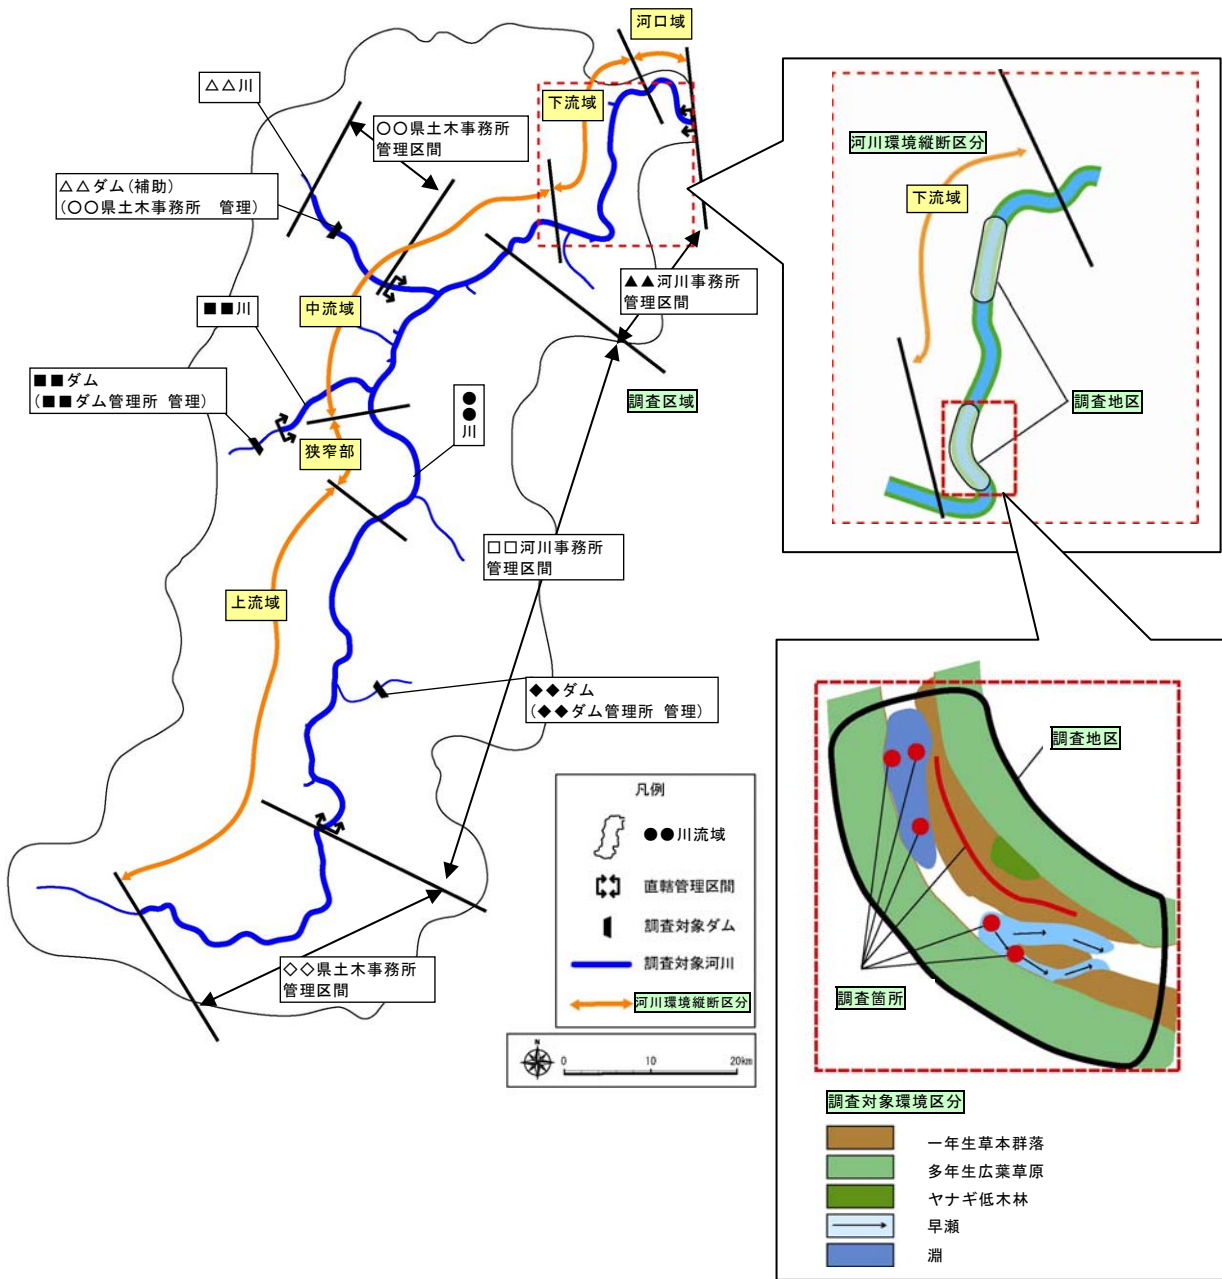 河口域
△△川
下流域
○○県土木事務所
管理区間
△△ダム(補助)
(○○県土木事務所 管理)
▲▲河川事務所
管理区間
■■川
中流域
■■ダム
(■■ダム管理所 管理)
●●川
調査区域
狭窄部
□□河川事務所
管理区間
上流域
◆◆ダム
(◆◆ダム管理所 管理)
◇◇県土木事務所
管理区間
凡例
●●川流域
直轄管理区間
調査対象ダム
調査対象河川
河川環境縦断区分
N
0 10 20km
河川環境縦断区分
下流域
調査地区
調査地区
調査箇所
調査対象環境区分
一年生草本群落
多年生広葉草原
ヤナギ低木林
早瀬
淵